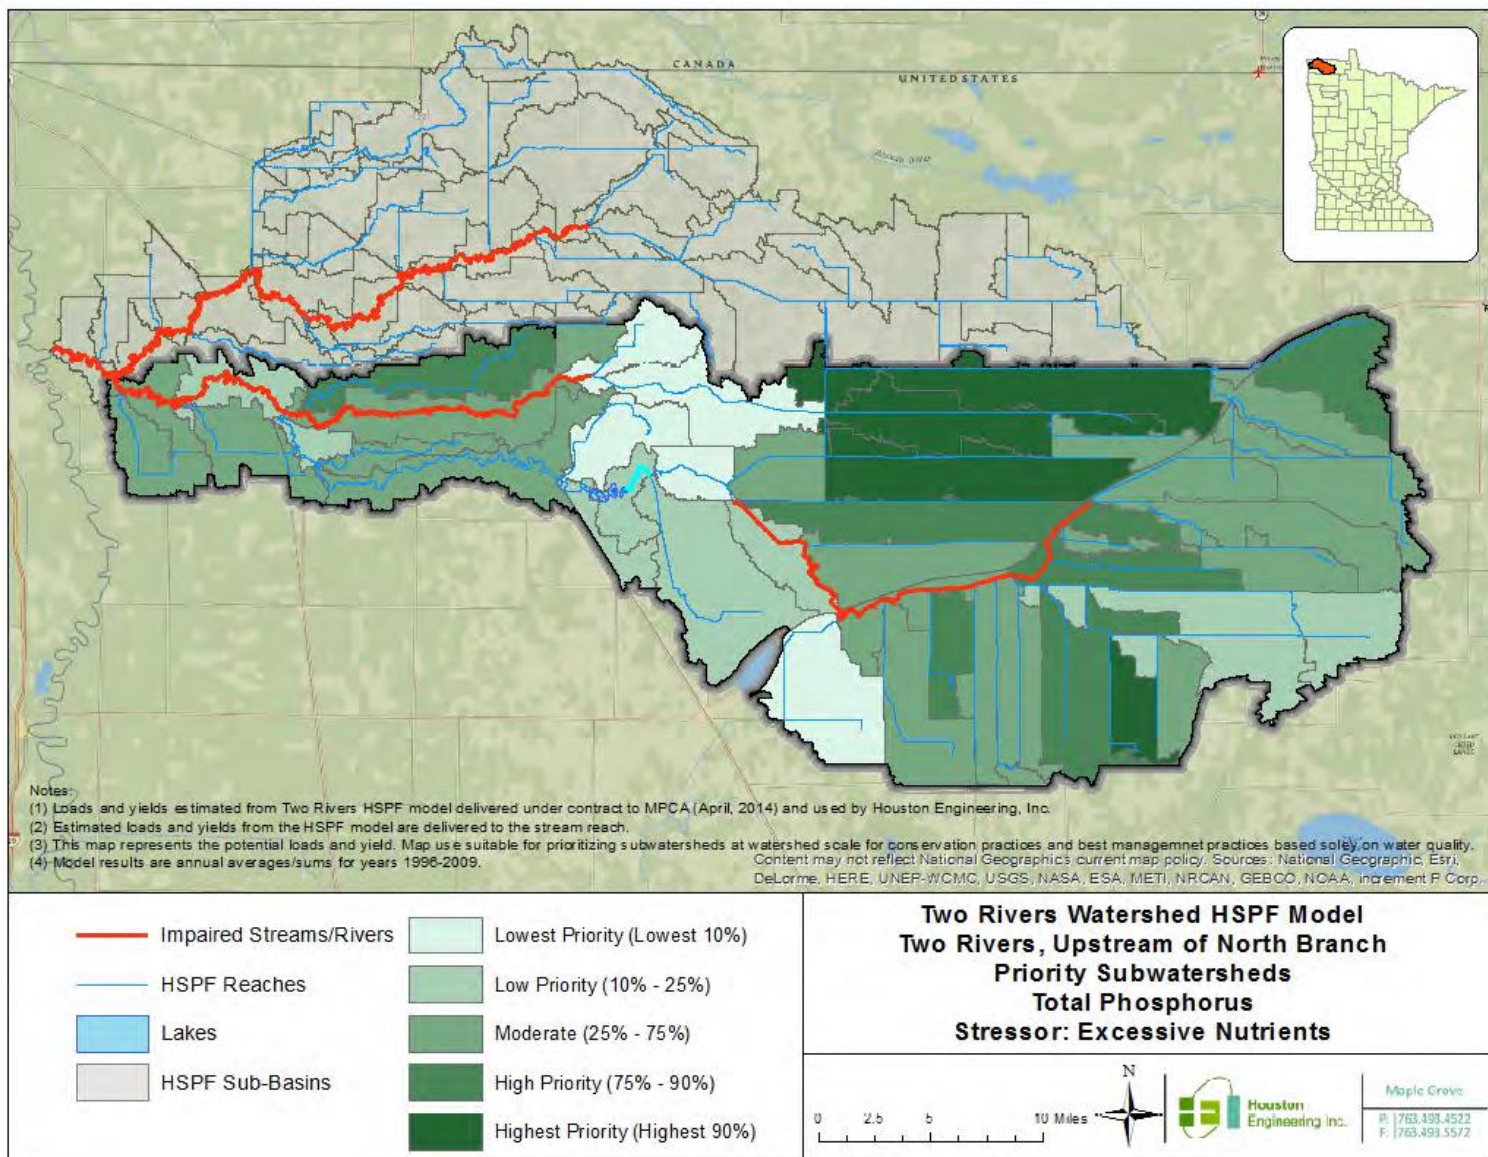 CANADA
UNITED STATES
Notes:
(1) Loads and yields estimated from Two Rivers HSPF model delivered under contract to MPCA (April, 2014) and used by Houston Engineering, Inc.
(2) Estimated loads and yields from the HSPF model are delivered to the stream reach.
(3) This map represents the potential loads and yield. Map use suitable for prioritizing subwatersheds at watershed scale for conservation practices and best managemnet practices based soley on water quality.
(4) Model results are annual averages/sums for years 1996-2009.
Content may not reflect National Geographic's current map policy. Sources: National Geographic, Esri,
DeLorme, HERE, UNEP-WCMC, USGS, NASA, ESA, METI, NRCAN, GEBCO, NOAA, increment P Corp.
Impaired Streams/Rivers
HSPF Reaches
Lakes
HSPF Sub-Basins
Lowest Priority (Lowest 10%)
Low Priority (10% - 25%)
Moderate (25% - 75%)
High Priority (75% - 90%)
Highest Priority (Highest 90%)
Two Rivers Watershed HSPF Model
Two Rivers, Upstream of North Branch
Priority Subwatersheds
Total Phosphorus
Stressor: Excessive Nutrients
0 2.5 5 10 Miles
N
Houston
Engineering Inc.
Maple Grove
P: 763.493.4522
F: 763.493.5572